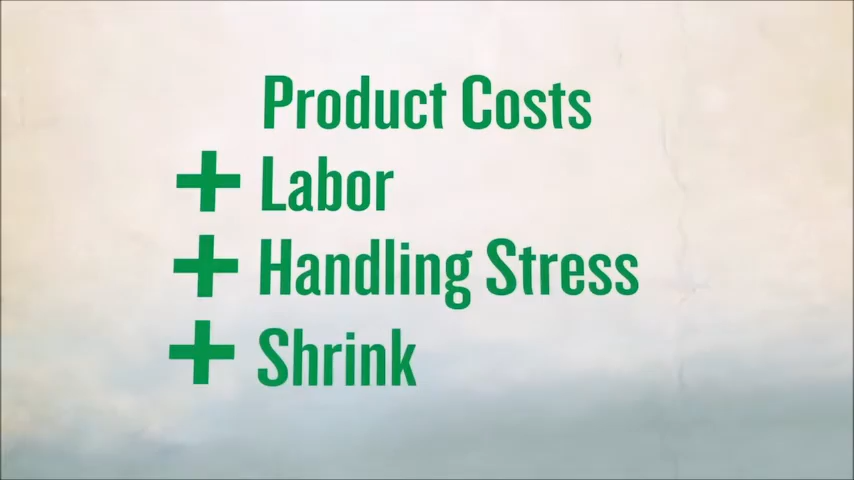 Product Costs
+ Labor
+ Handling Stress
+ Shrink